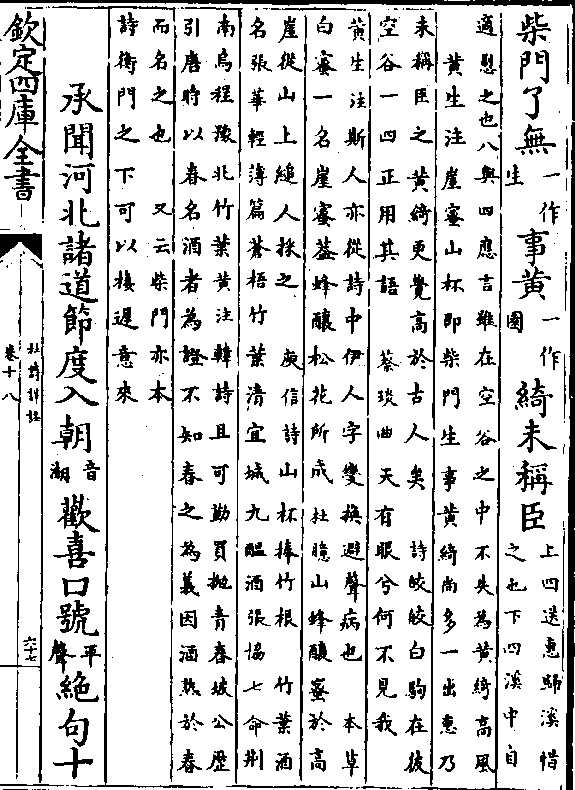 柴門了無一作生事黄一作園綺未稱臣上四送惠歸溪惜之也下四溪中自
適慰之也八與四應言雖在空谷之中不失為黄綺高風
黄生注崖蜜山杯即柴門生事黄綺尚多一出惠乃
未稱臣之黄綺更覺高於古人矣 詩皎皎白駒在彼
空谷一四正用其語 蔡琰曲天有眼兮何不見我
黄生注斯人亦從詩中伊人字變換避聲病也 本草
白蜜一名崖蜜葢蜂釀松花所成杜臆山蜂釀蜜於高
崖從山上縋人採之 庾信詩山杯捧竹根 竹葉酒
名張華輕薄篇蒼梧竹葉清宜城九醖酒張協七命荆
南烏程豫北竹葉黄注韓詩且可勤買抛青春坡公歴
引唐時以春名酒者為證不知春之為義因酒熟於春
而名之也 又云柴門亦本
詩衡門之下可以棲遲意來
承聞河北諸道節度入朝音潮歡喜口號平聲絶句十
欽定四庫全書
杜詩詳註
卷十八
六十七